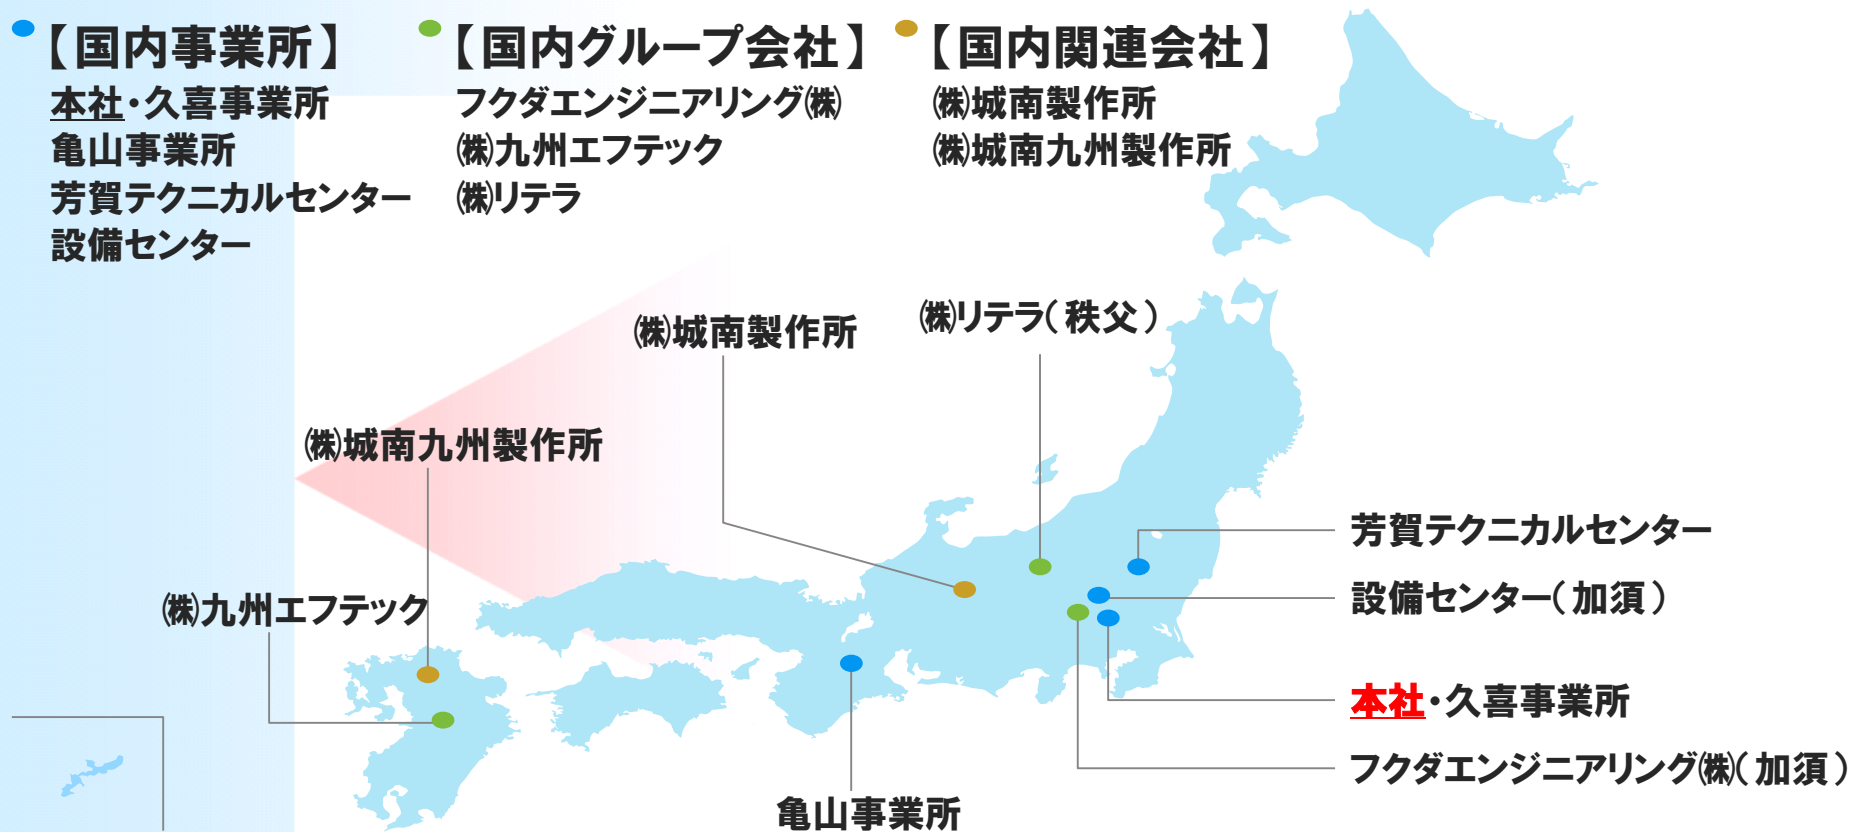 【国内事業所】
本社・久喜事業所
亀山事業所
芳賀テクニカルセンター
設備センター
【国内グループ会社】
フクダエンジニアリング㈱
㈱九州エフテック
㈱リテラ
【国内関連会社】
㈱城南製作所
㈱城南九州製作所
㈱リテラ（秩父）
㈱城南製作所
㈱城南九州製作所
芳賀テクニカルセンター
設備センター（加須）
㈱九州エフテック
本社・久喜事業所
フクダエンジニアリング㈱（加須）
亀山事業所